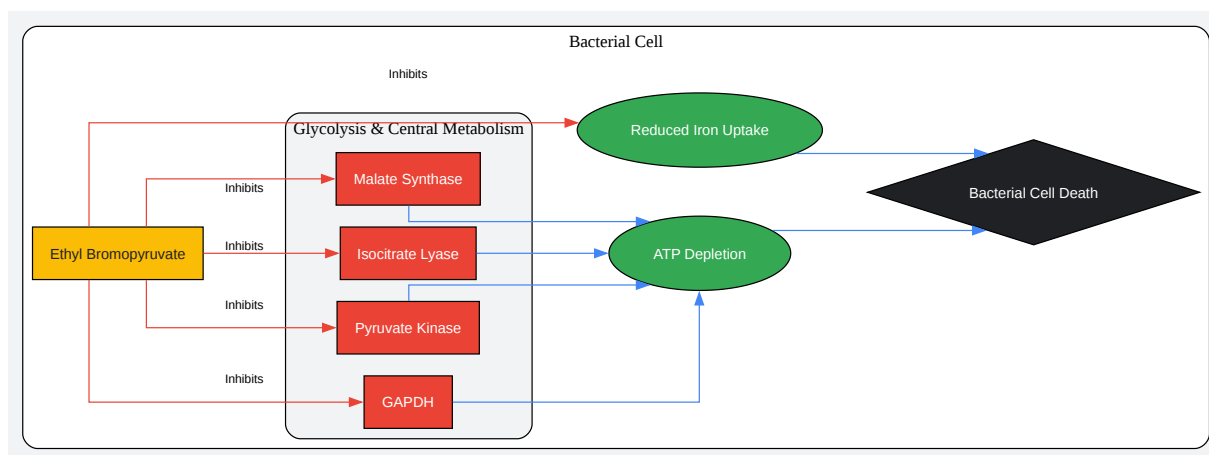 Bacterial Cell
Inhibits
Glycolysis & Central Metabolism
Reduced Iron Uptake
Malate Synthase
Inhibits
Bacterial Cell Death
Ethyl Bromopyruvate
Inhibits
Isocitrate Lyase
ATP Depletion
Inhibits
Pyruvate Kinase
Inhibits
GAPDH